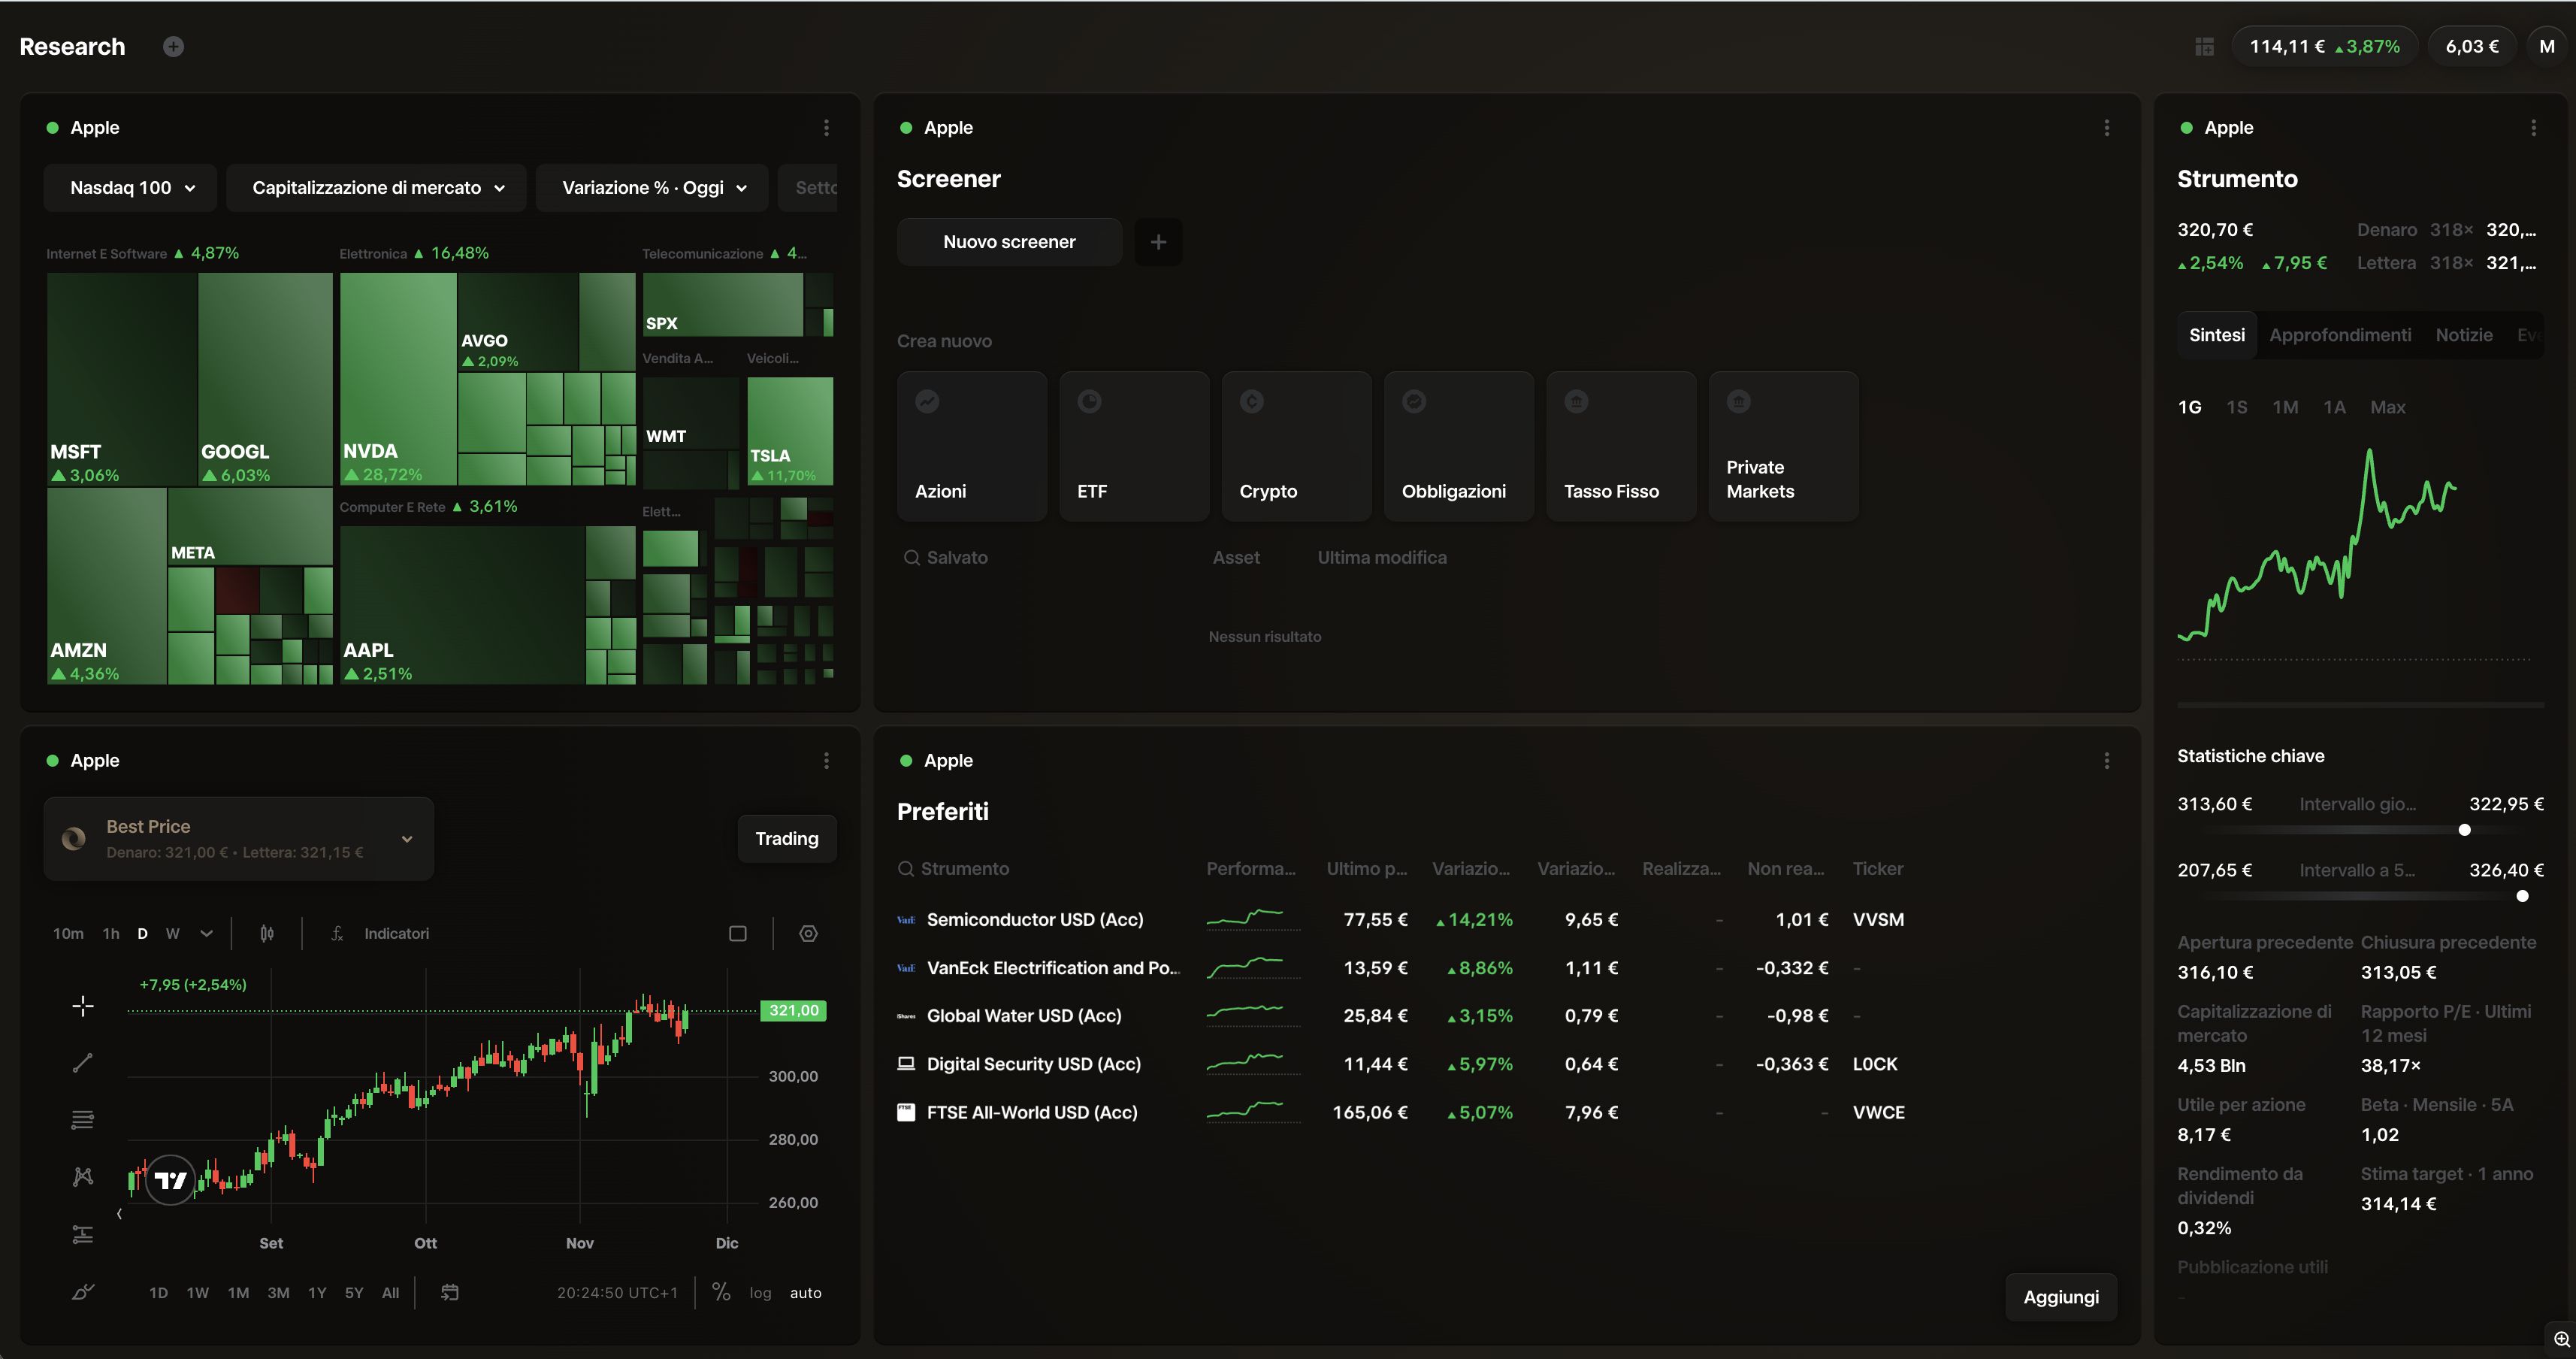 Research
114,11 € ▲3,87%
6,03 €
M
Apple
Nasdaq 100
Capitalizzazione di mercato
Variazione % · Oggi
Internet E Software ▲ 4,87%
Elettronica ▲ 16,48%
Telecomunicazione ▲ 4...
MSFT
▲3,06%
GOOGL
▲6,03%
NVDA
▲28,72%
AVGO
▲2,09%
SPX
Vendita A...
Veicoli...
WMT
TSLA
▲11,70%
AMZN
▲4,36%
META
Computer E Rete ▲ 3,61%
AAPL
▲2,51%
Elett...
Apple
Screener
Nuovo screener
Crea nuovo
Azioni
ETF
Crypto
Obbligazioni
Tasso Fisso
Private
Markets
Salvato
Asset
Ultima modifica
Nessun risultato
Apple
Strumento
320,70 €
Denaro 318× 320,...
▲2,54% ▲7,95 €
Lettera 318× 321,...
Sintesi
Approfondimenti
Notizie
1G 1S 1M 1A Max
Statistiche chiave
313,60 € Intervallo gio... 322,95 €
207,65 € Intervallo a 5... 326,40 €
Apertura precedente
316,10 €
Chiusura precedente
313,05 €
Capitalizzazione di
mercato
4,53 Bln
Rapporto P/E · Ultimi
12 mesi
38,17×
Utile per azione
8,17 €
Beta · Mensile · 5A
1,02
Rendimento da
dividendi
0,32%
Stima target · 1 anno
314,14 €
Pubblicazione utili
-
Apple
Best Price
Denaro: 321,00 € • Lettera: 321,15 €
Trading
10m 1h D W
Indicatori
+7,95 (+2,54%)
321,00
300,00
280,00
260,00
Set Ott Nov Dic
1D 1W 1M 3M 1Y 5Y All
20:24:50 UTC+1
% log auto
Apple
Preferiti
Strumento Performa... Ultimo p... Variazio... Variazio... Realizza... Non rea... Ticker
Semiconductor USD (Acc) 77,55 € ▲14,21% 9,65 € - 1,01 € VVSM
VanEck Electrification and Po... 13,59 € ▲8,86% 1,11 € - -0,332 € -
Global Water USD (Acc) 25,84 € ▲3,15% 0,79 € - -0,98 € -
Digital Security USD (Acc) 11,44 € ▲5,97% 0,64 € - -0,363 € L0CK
FTSE All-World USD (Acc) 165,06 € ▲5,07% 7,96 € - - VWCE
Aggiungi